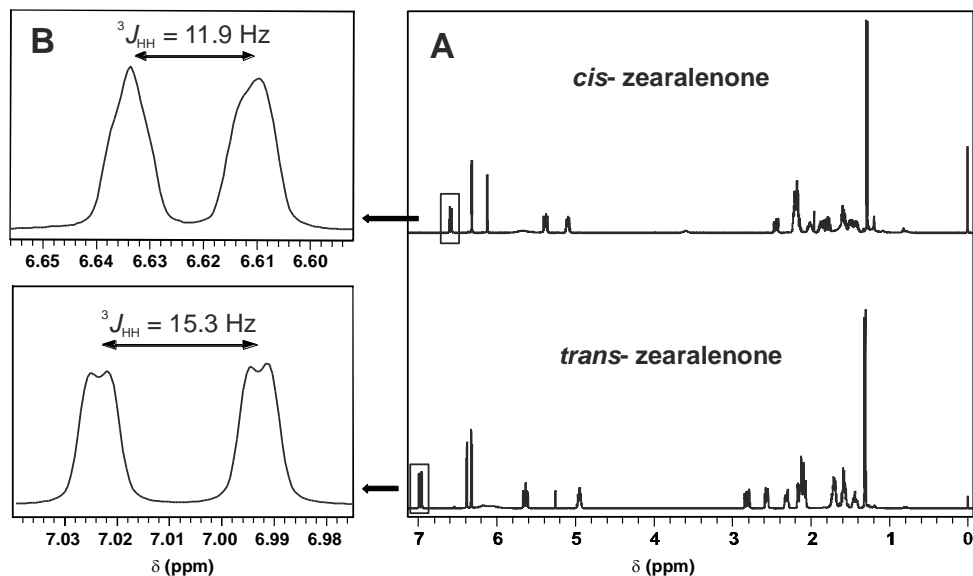 B
³J_HH = 11.9 Hz
6.65 6.64 6.63 6.62 6.61 6.60
³J_HH = 15.3 Hz
7.03 7.02 7.01 7.00 6.99 6.98
δ (ppm)
A
cis- zearalenone
trans- zearalenone
7 6 5 4 3 2 1 0
δ (ppm)